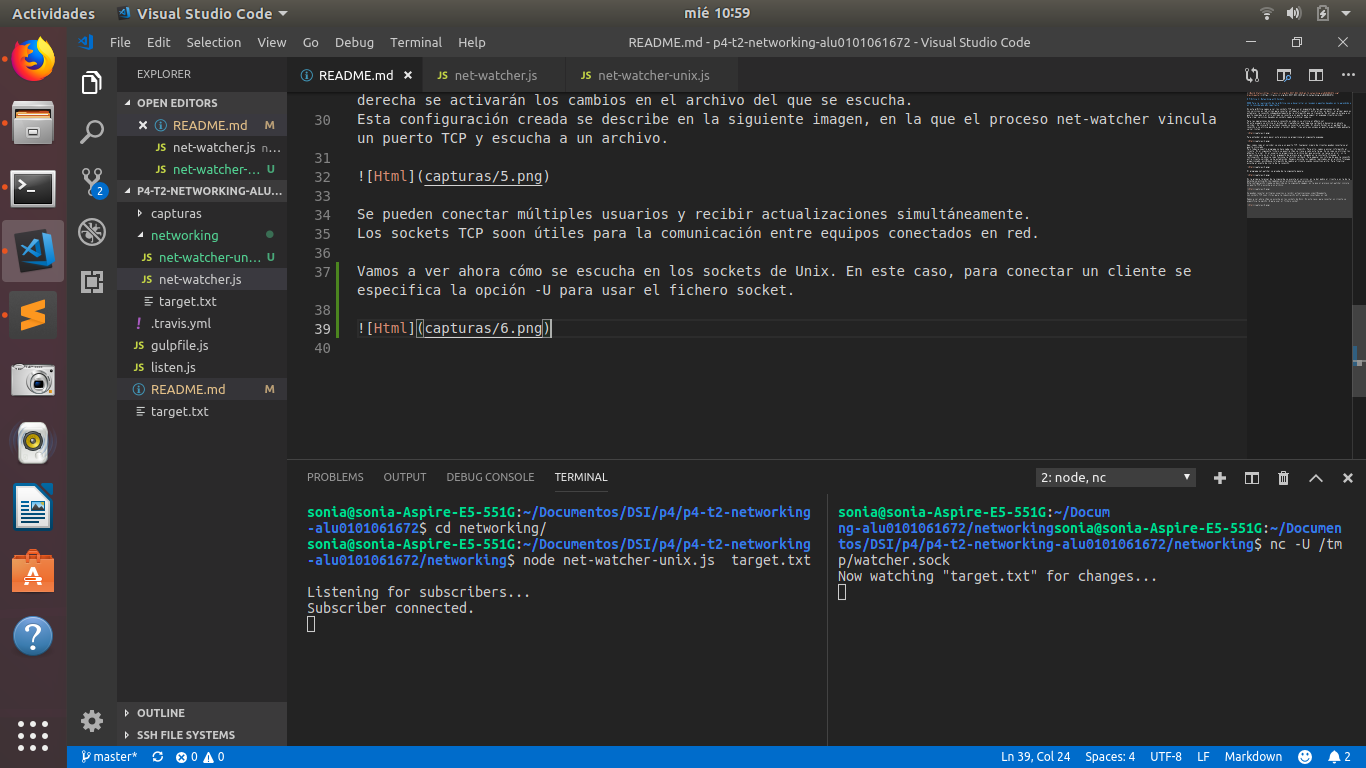 Actividades
Visual Studio Code
mié 10:59
File Edit Selection View Go Debug Terminal Help
README.md - p4-t2-networking-alu0101061672 - Visual Studio Code
EXPLORER
OPEN EDITORS
README.md M
JS net-watcher.js n...
JS net-watcher-... U
P4-T2-NETWORKING-ALU...
capturas
networking
JS net-watcher-un... U
JS net-watcher.js
target.txt
! .travis.yml
JS gulpfile.js
JS listen.js
README.md M
target.txt
OUTLINE
SSH FILE SYSTEMS
2
README.md
JS net-watcher.js
JS net-watcher-unix.js
derecha se activarán los cambios en el archivo del que se escucha.
30 Esta configuración creada se describe en la siguiente imagen, en la que el proceso net-watcher vincula
un puerto TCP y escucha a un archivo.
31
32 ![Html](capturas/5.png)
33
34 Se pueden conectar múltiples usuarios y recibir actualizaciones simultáneamente.
35 Los sockets TCP soon útiles para la comunicación entre equipos conectados en red.
36
37 Vamos a ver ahora cómo se escucha en los sockets de Unix. En este caso, para conectar un cliente se
especifica la opción -U para usar el fichero socket.
38
39 ![Html](capturas/6.png)
40
PROBLEMS OUTPUT DEBUG CONSOLE TERMINAL
2: node, nc
sonia@sonia-Aspire-E5-551G:~/Documentos/DSI/p4/p4-t2-networking
-alu0101061672$ cd networking/
sonia@sonia-Aspire-E5-551G:~/Documentos/DSI/p4/p4-t2-networking
-alu0101061672/networking$ node net-watcher-unix.js  target.txt
Listening for subscribers...
Subscriber connected.
sonia@sonia-Aspire-E5-551G:~/Docum
ng-alu0101061672/networkingsonia@sonia-Aspire-E5-551G:~/Documen
tos/DSI/p4/p4-t2-networking-alu0101061672/networking$ nc -U /tm
p/watcher.sock
Now watching "target.txt" for changes...
master* 0 0
Ln 39, Col 24 Spaces: 4 UTF-8 LF Markdown 2